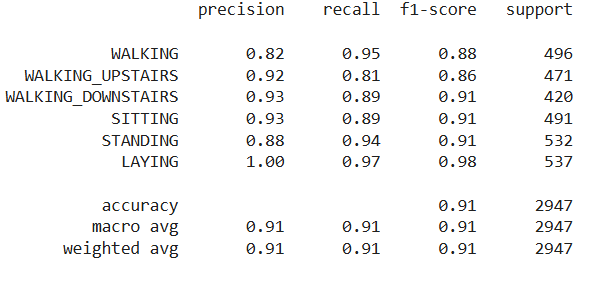 precision recall f1-score support
WALKING 0.82 0.95 0.88 496
WALKING_UPSTAIRS 0.92 0.81 0.86 471
WALKING_DOWNSTAIRS 0.93 0.89 0.91 420
SITTING 0.93 0.89 0.91 491
STANDING 0.88 0.94 0.91 532
LAYING 1.00 0.97 0.98 537
accuracy 0.91 2947
macro avg 0.91 0.91 0.91 2947
weighted avg 0.91 0.91 0.91 2947